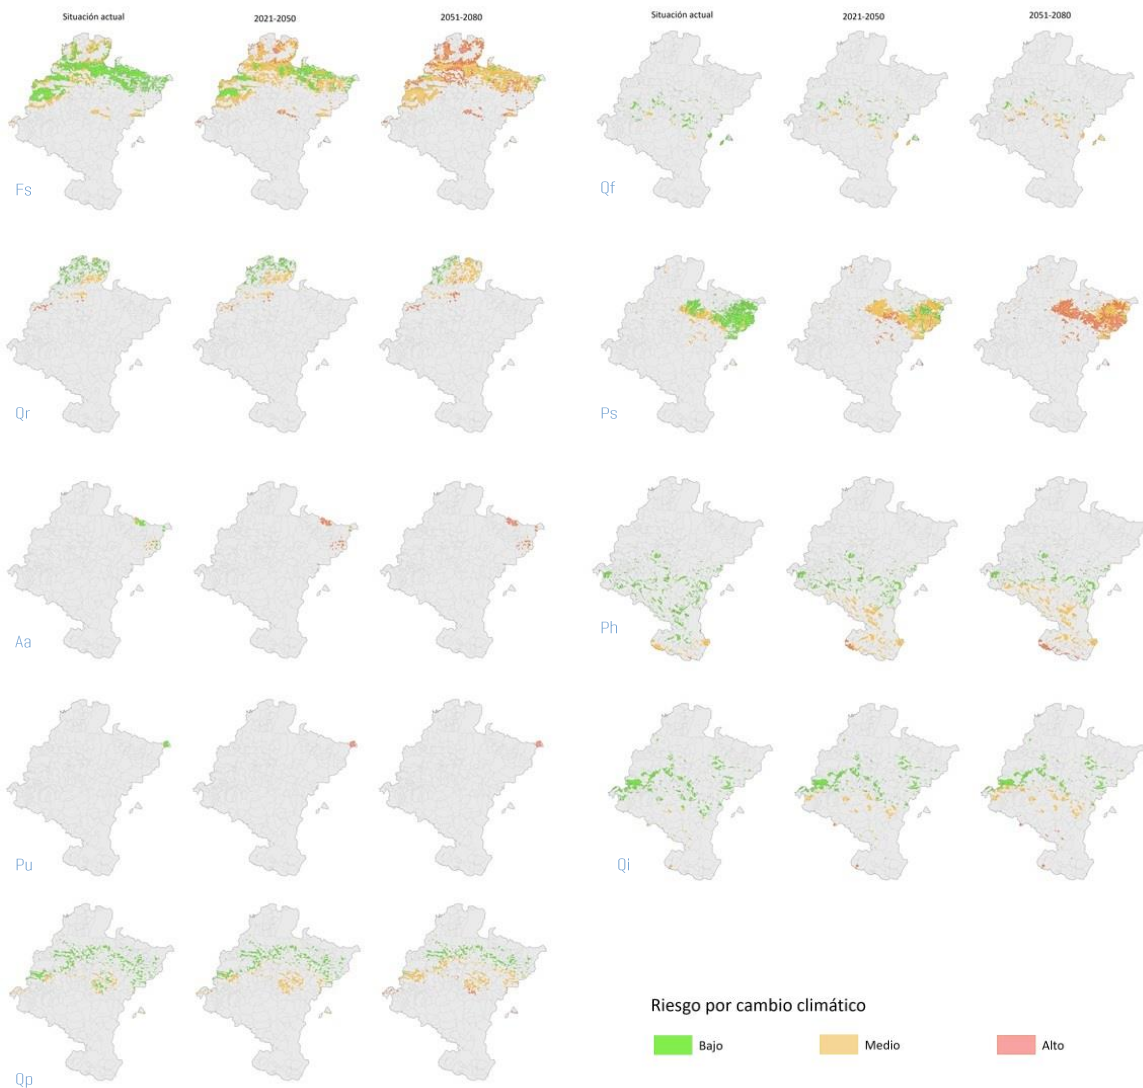 Situación actual 2021-2050 2051-2080
Situación actual 2021-2050 2051-2080
Fs
Qf
Qr
Ps
Aa
Ph
Pu
Qi
Qp
Riesgo por cambio climático
Bajo Medio Alto